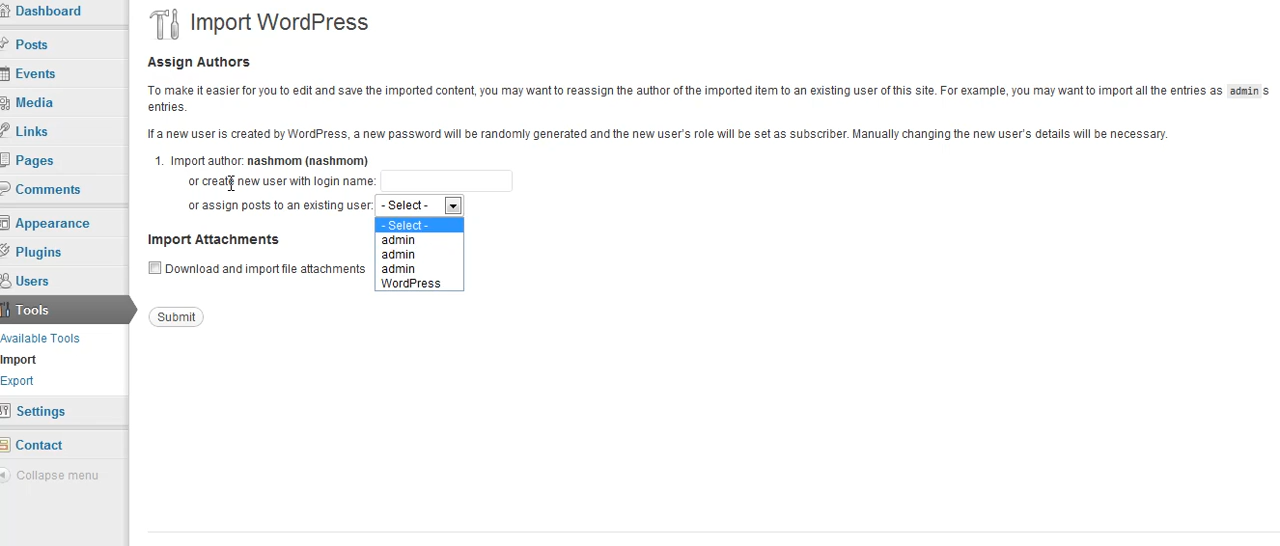 Dashboard
Posts
Events
Media
Links
Pages
Comments
Appearance
Plugins
Users
Tools
Available Tools
Import
Export
Settings
Contact
Collapse menu
Import WordPress
Assign Authors
To make it easier for you to edit and save the imported content, you may want to reassign the author of the imported item to an existing user of this site. For example, you may want to import all the entries as admin s
entries.
If a new user is created by WordPress, a new password will be randomly generated and the new user's role will be set as subscriber. Manually changing the new user's details will be necessary.
1. Import author: nashmom (nashmom)
or create new user with login name:
or assign posts to an existing user: - Select -
- Select -
admin
admin
admin
WordPress
Import Attachments
Download and import file attachments
Submit